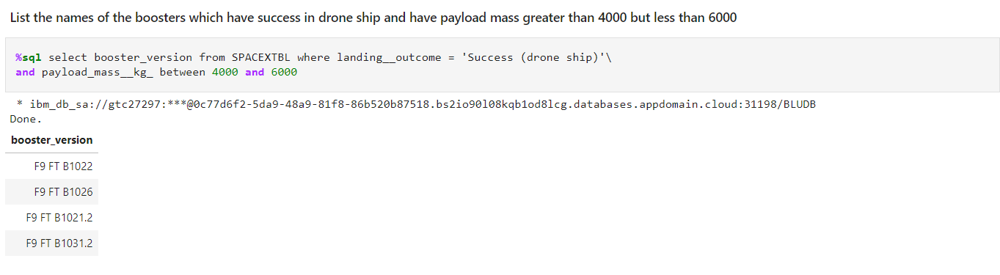 List the names of the boosters which have success in drone ship and have payload mass greater than 4000 but less than 6000
%sql select booster_version from SPACEXTBL where landing__outcome = 'Success (drone ship)'\
and payload_mass__kg_ between 4000 and 6000
* ibm_db_sa://gtc27297:***@0c77d6f2-5da9-48a9-81f8-86b520b87518.bs2io90l08kqb1od8lcg.databases.appdomain.cloud:31198/BLUDB
Done.
booster_version
F9 FT B1022
F9 FT B1026
F9 FT B1021.2
F9 FT B1031.2